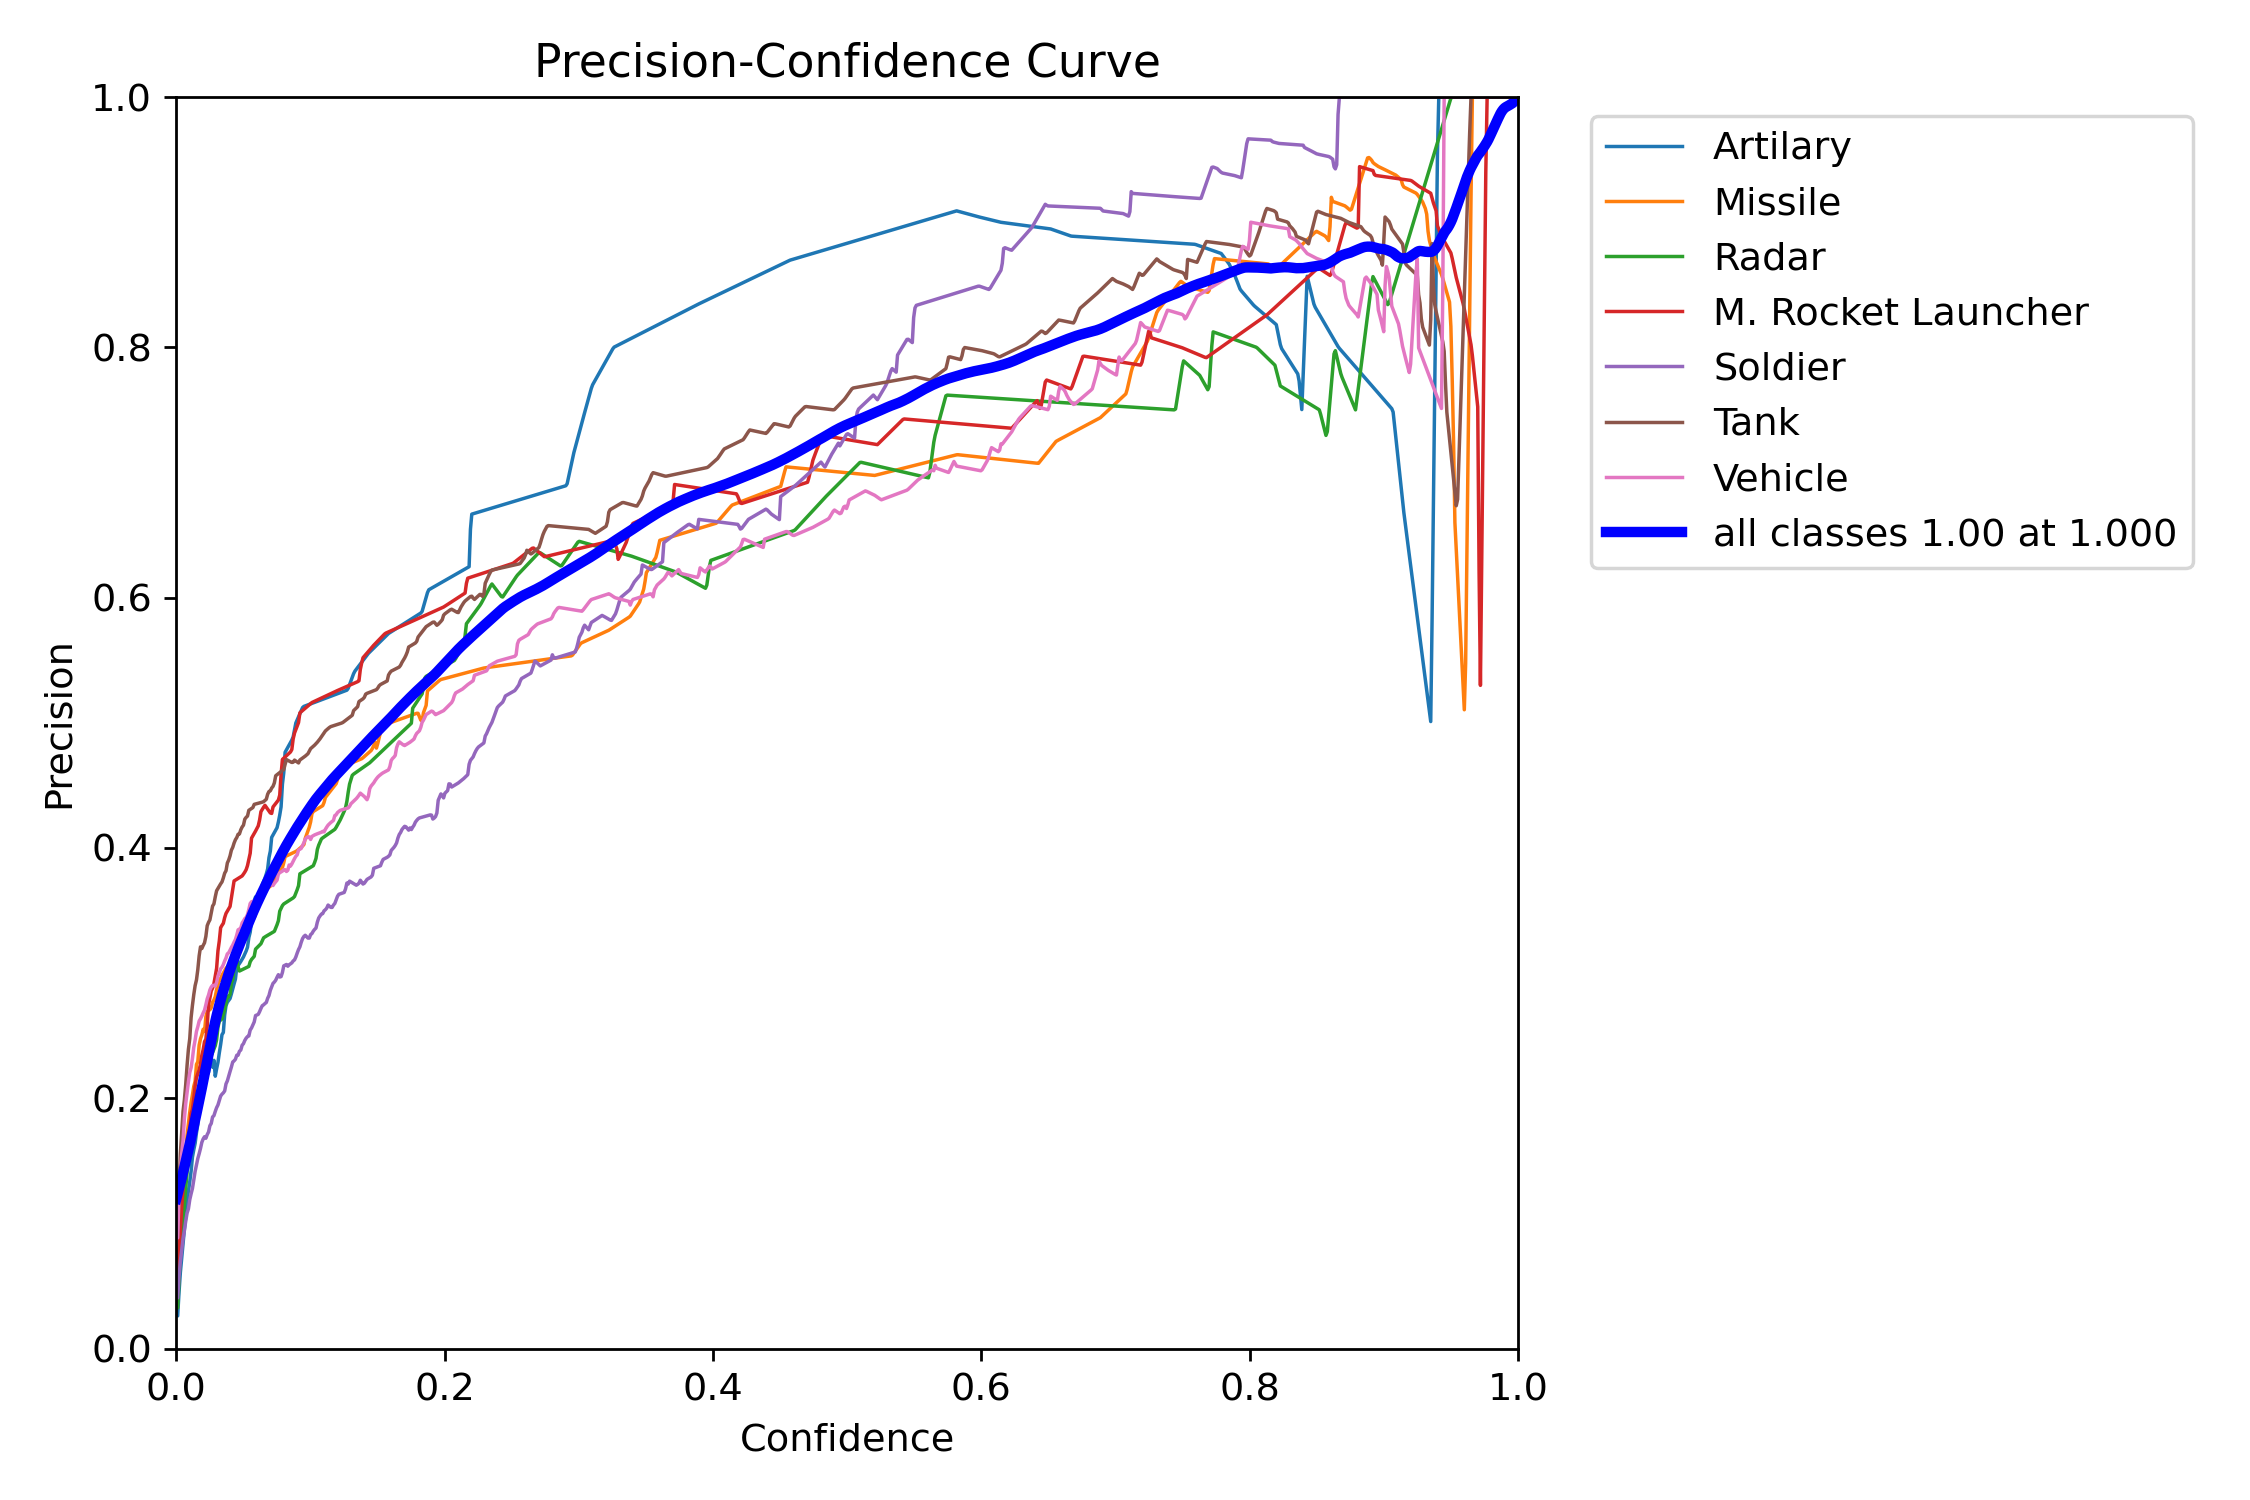 Precision-Confidence Curve
1.0
0.8
0.6
0.4
0.2
0.0
Precision
0.0 0.2 0.4 0.6 0.8 1.0
Confidence
Artilary
Missile
Radar
M. Rocket Launcher
Soldier
Tank
Vehicle
all classes 1.00 at 1.000